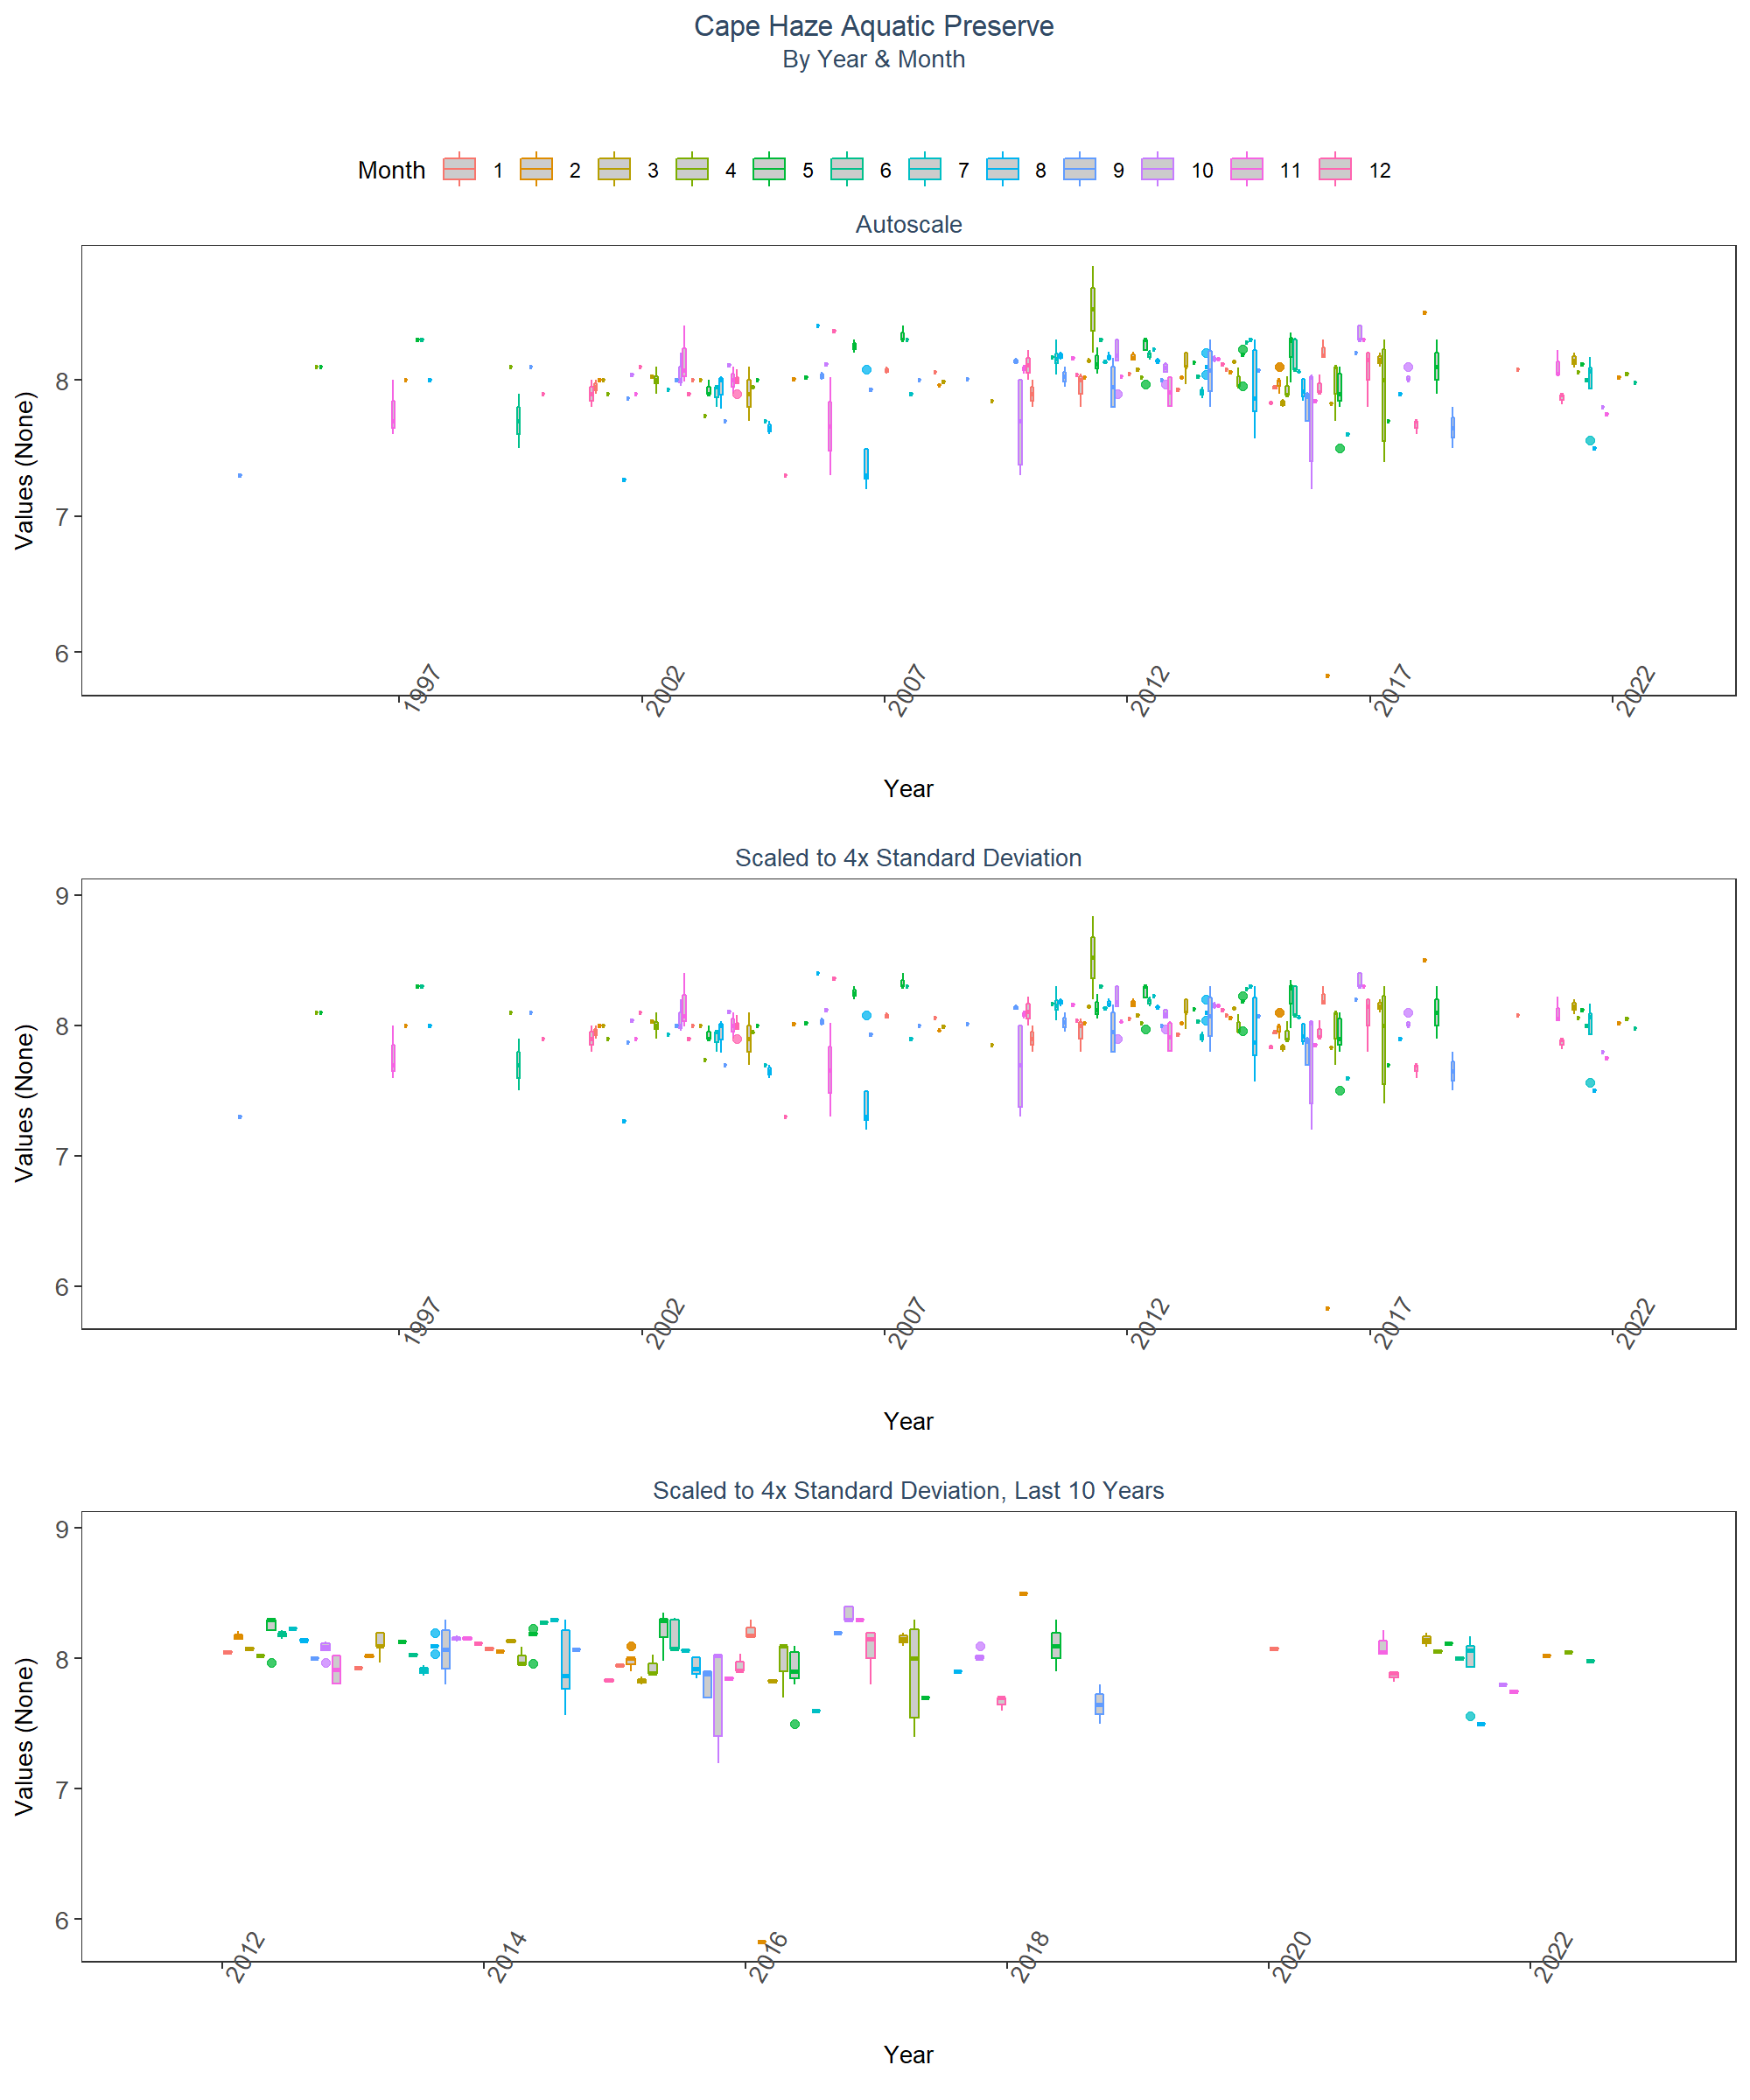 Cape Haze Aquatic Preserve
By Year & Month
Month 1 2 3 4 5 6 7 8 9 10 11 12
Autoscale
Values (None)
8
7
6
1997 2002 2007 2012 2017 2022
Year
Scaled to 4x Standard Deviation
Values (None)
9
8
7
6
1997 2002 2007 2012 2017 2022
Year
Scaled to 4x Standard Deviation, Last 10 Years
Values (None)
9
8
7
6
2012 2014 2016 2018 2020 2022
Year